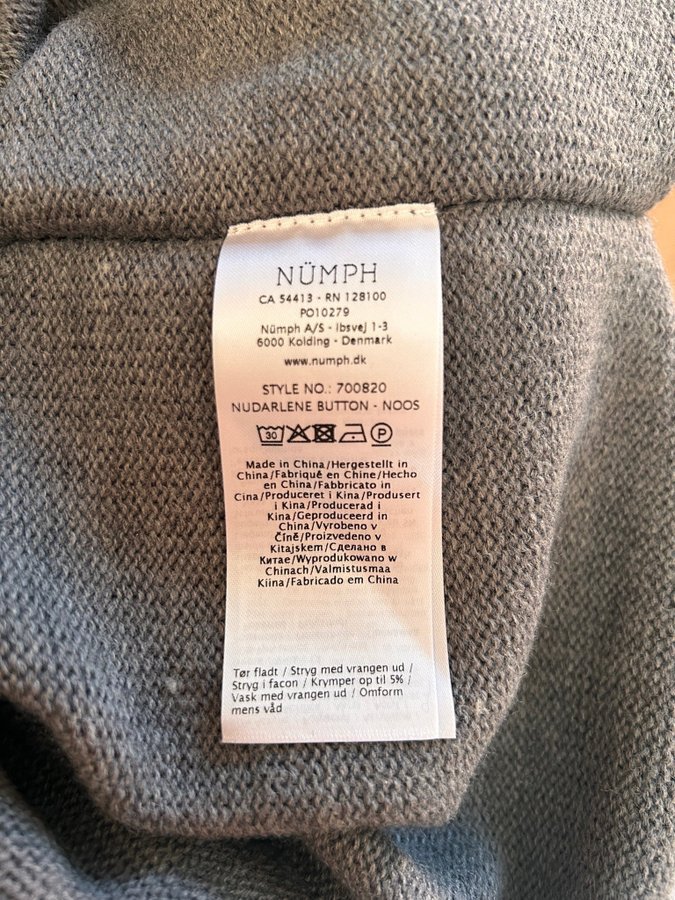 NÜMPH
CA 54413 - RN 128100
PO10279
Nümph A/S - Ibsvej 1-3
6000 Kolding - Denmark
www.numph.dk
STYLE NO.: 700820
NUDARLENE BUTTON - NOOS
30 P
Made in China/Hergestellt in
China/Fabriqué en Chine/Hecho
en China/Fabbricato in
Cina/Produceret i Kina/Produsert
i Kina/Producerad i
Kina/Geproduceerd in
China/Vyrobeno v
Číně/Proizvedeno v
Kitajskem/Сделано в
Китае/Wyprodukowano w
Chinach/Valmistusmaa
Kiina/Fabricado em China
Tør fladt / Stryg med vrangen ud /
Stryg i facon / Krymper op til 5% /
Vask med vrangen ud / Omform
mens våd